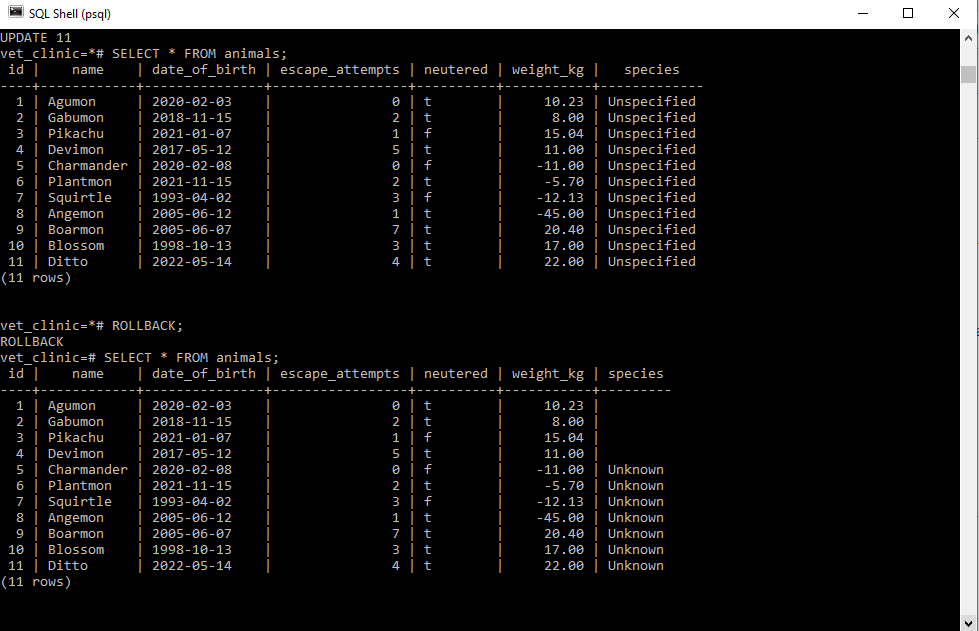 SQL Shell (psql)
UPDATE 11
vet_clinic=*# SELECT * FROM animals;
 id |    name    | date_of_birth | escape_attempts | neutered | weight_kg |   species
----+------------+---------------+-----------------+----------+-----------+-------------
  1 | Agumon     | 2020-02-03    |               0 | t        |     10.23 | Unspecified
  2 | Gabumon    | 2018-11-15    |               2 | t        |      8.00 | Unspecified
  3 | Pikachu    | 2021-01-07    |               1 | f        |     15.04 | Unspecified
  4 | Devimon    | 2017-05-12    |               5 | t        |     11.00 | Unspecified
  5 | Charmander | 2020-02-08    |               0 | f        |    -11.00 | Unspecified
  6 | Plantmon   | 2021-11-15    |               2 | t        |     -5.70 | Unspecified
  7 | Squirtle   | 1993-04-02    |               3 | f        |    -12.13 | Unspecified
  8 | Angemon    | 2005-06-12    |               1 | t        |    -45.00 | Unspecified
  9 | Boarmon    | 2005-06-07    |               7 | t        |     20.40 | Unspecified
 10 | Blossom    | 1998-10-13    |               3 | t        |     17.00 | Unspecified
 11 | Ditto      | 2022-05-14    |               4 | t        |     22.00 | Unspecified
(11 rows)
vet_clinic=*# ROLLBACK;
ROLLBACK
vet_clinic=# SELECT * FROM animals;
 id |    name    | date_of_birth | escape_attempts | neutered | weight_kg | species
----+------------+---------------+-----------------+----------+-----------+---------
  1 | Agumon     | 2020-02-03    |               0 | t        |     10.23 |
  2 | Gabumon    | 2018-11-15    |               2 | t        |      8.00 |
  3 | Pikachu    | 2021-01-07    |               1 | f        |     15.04 |
  4 | Devimon    | 2017-05-12    |               5 | t        |     11.00 |
  5 | Charmander | 2020-02-08    |               0 | f        |    -11.00 | Unknown
  6 | Plantmon   | 2021-11-15    |               2 | t        |     -5.70 | Unknown
  7 | Squirtle   | 1993-04-02    |               3 | f        |    -12.13 | Unknown
  8 | Angemon    | 2005-06-12    |               1 | t        |    -45.00 | Unknown
  9 | Boarmon    | 2005-06-07    |               7 | t        |     20.40 | Unknown
 10 | Blossom    | 1998-10-13    |               3 | t        |     17.00 | Unknown
 11 | Ditto      | 2022-05-14    |               4 | t        |     22.00 | Unknown
(11 rows)